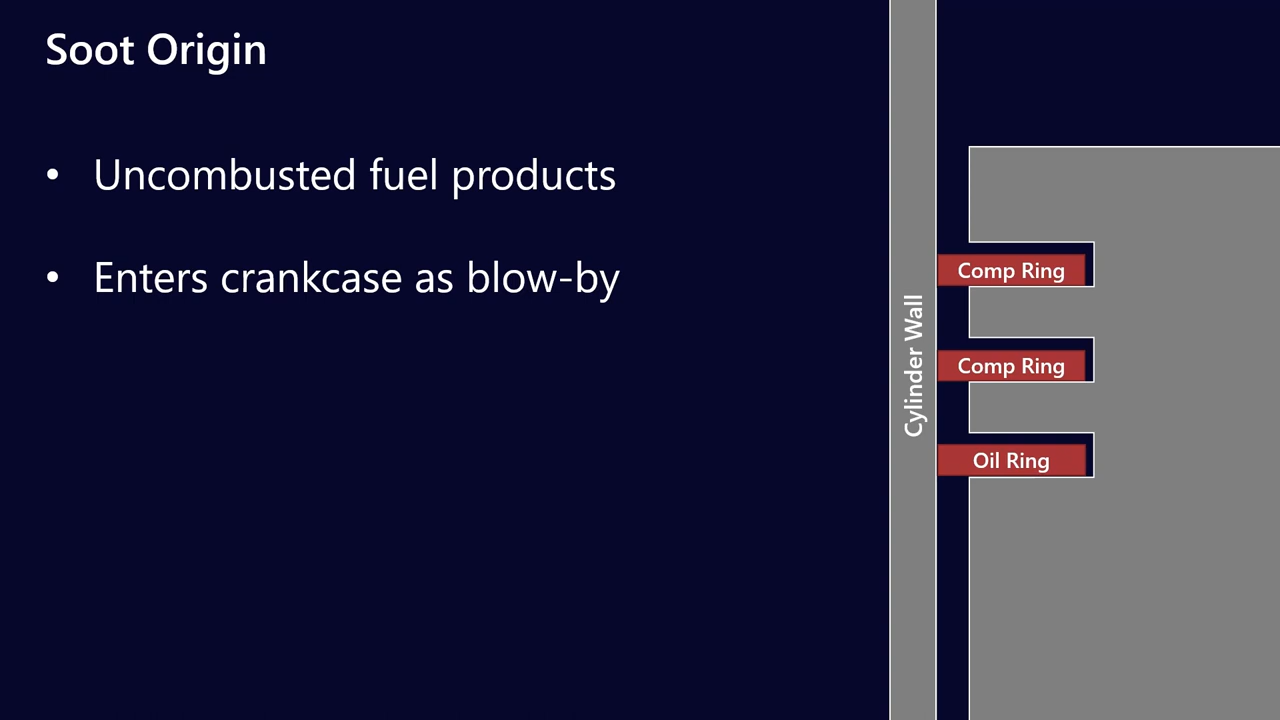 Soot Origin
• Uncombusted fuel products
• Enters crankcase as blow-by
Cylinder Wall
Comp Ring
Comp Ring
Oil Ring